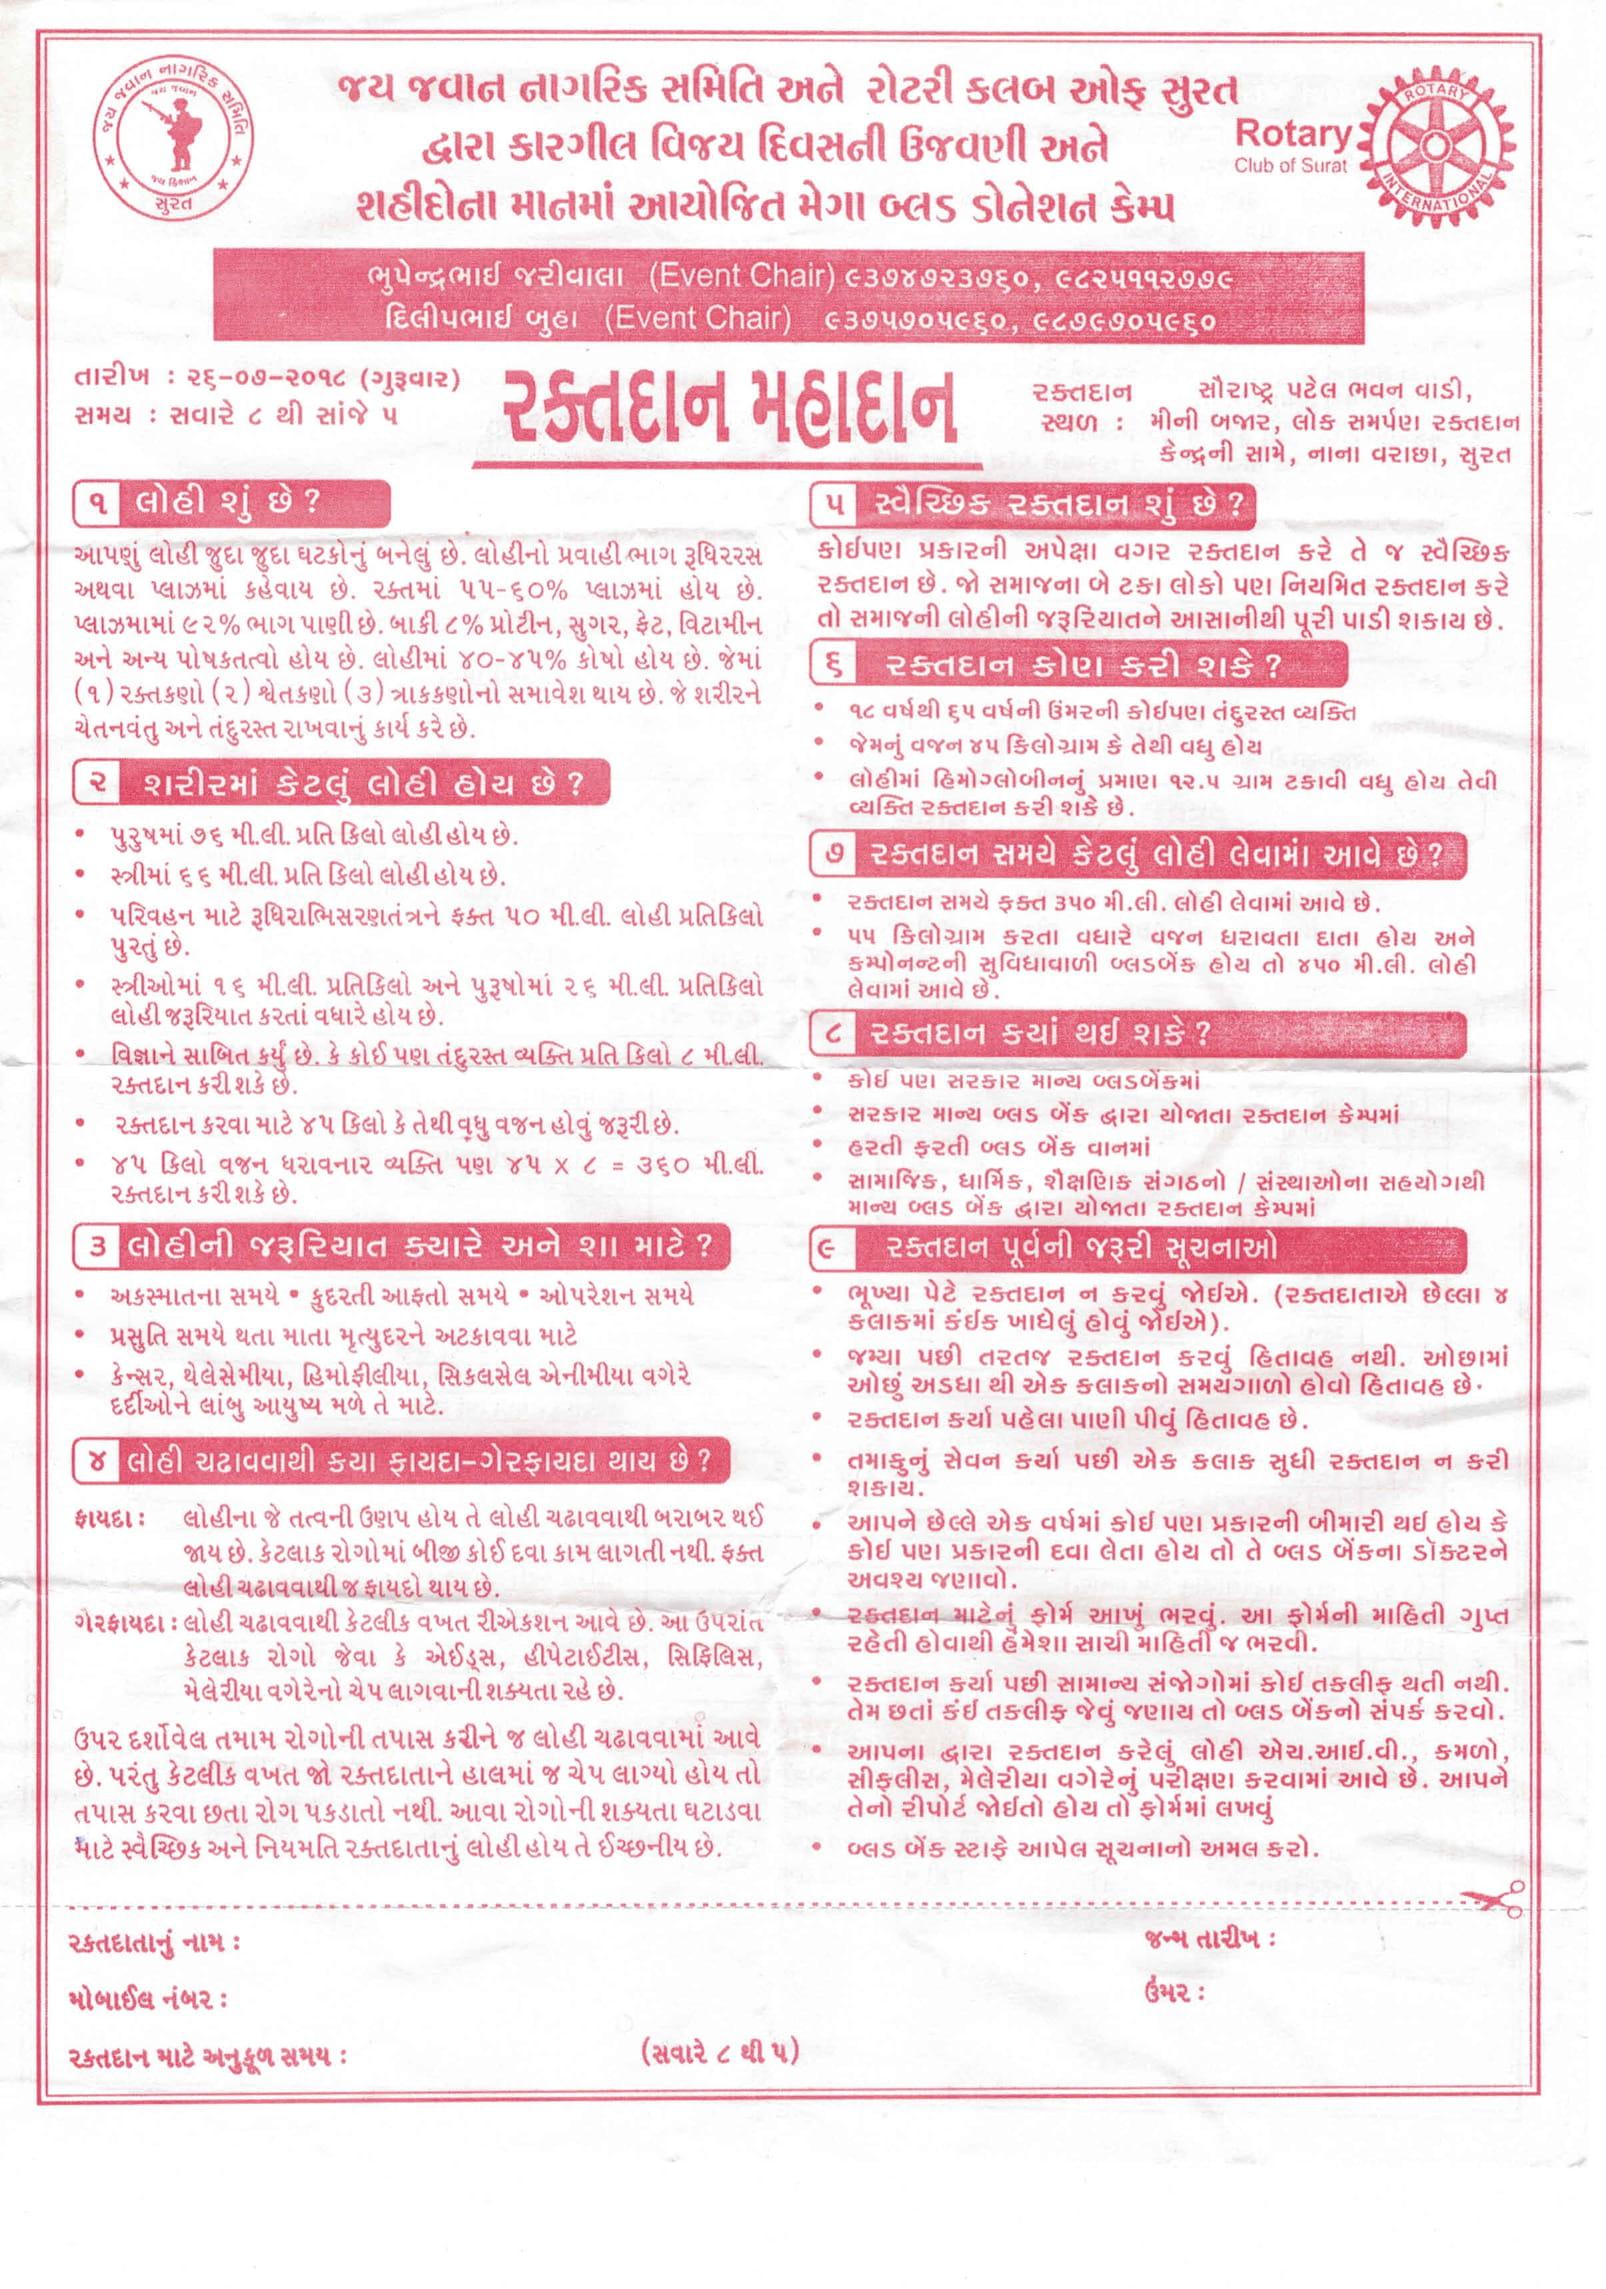 જય જવાન નાગરિક સમિતિ
જય જવાન
જય કિશાન
સુરત
જય જવાન નાગરિક સમિતિ અને રોટરી કલબ ઓફ સુરત
દ્વારા કારગીલ વિજય દિવસની ઉજવણી અને
શહીદોના માનમાં આયોજિત મેગા બ્લડ ડોનેશન કેમ્પ
Rotary
Club of Surat
ROTARY
INTERNATIONAL
ભુપેન્દ્રભાઈ જરીવાલા (Event Chair) ૯૩૭૪૭૨૩૭૬૦, ૯૮૨૫૧૧૨૭૭૯
દિલીપભાઈ બુહા (Event Chair) ૯૩૭૫૭૦૫૯૬૦, ૯૮૭૯૭૦૫૯૬૦
તારીખ : ૨૬-૦૭-૨૦૧૮ (ગુરૂવાર)
સમય : સવારે ૮ થી સાંજે ૫
રક્તદાન મહાદાન
રક્તદાન સૌરાષ્ટ્ર પટેલ ભવન વાડી,
સ્થળ : મીની બજાર, લોક સમર્પણ રક્તદાન
કેન્દ્રની સામે, નાના વરાછા, સુરત
૧ લોહી શું છે ?
આપણું લોહી જુદા જુદા ઘટકોનું બનેલું છે. લોહીનો પ્રવાહી ભાગ રૂધિરરસ
અથવા પ્લાઝમાં કહેવાય છે. રક્તમાં ૫૫-૬૦% પ્લાઝમાં હોય છે.
પ્લાઝમામાં ૯૨% ભાગ પાણી છે. બાકી ૮% પ્રોટીન, સુગર, ફેટ, વિટામીન
અને અન્ય પોષકતત્વો હોય છે. લોહીમાં ૪૦-૪૫% કોષો હોય છે. જેમાં
(૧) રક્તકણો (૨) શ્વેતકણો (૩) ત્રાકકણોનો સમાવેશ થાય છે. જે શરીરને
ચેતનવંતુ અને તંદુરસ્ત રાખવાનું કાર્ય કરે છે.
૨ શરીરમાં કેટલું લોહી હોય છે ?
• પુરુષમાં ૭૬ મી.લી. પ્રતિ કિલો લોહી હોય છે.
• સ્ત્રીમાં ૬૬ મી.લી. પ્રતિ કિલો લોહી હોય છે.
• પરિવહન માટે રૂધિરાભિસરણતંત્રને ફક્ત ૫૦ મી.લી. લોહી પ્રતિકિલો
પુરતું છે.
• સ્ત્રીઓમાં ૧૬ મી.લી. પ્રતિકિલો અને પુરૂષોમાં ૨૬ મી.લી. પ્રતિકિલો
લોહી જરૂરિયાત કરતાં વધારે હોય છે.
• વિજ્ઞાને સાબિત કર્યું છે. કે કોઈ પણ તંદુરસ્ત વ્યક્તિ પ્રતિ કિલો ૮ મી.લી.
રક્તદાન કરી શકે છે.
• રક્તદાન કરવા માટે ૪૫ કિલો કે તેથી વધુ વજન હોવું જરૂરી છે.
• ૪૫ કિલો વજન ધરાવનાર વ્યક્તિ પણ ૪૫ X ૮ = ૩૬૦ મી.લી.
રક્તદાન કરી શકે છે.
૩ લોહીની જરૂરિયાત ક્યારે અને શા માટે ?
• અકસ્માતના સમયે • કુદરતી આફતો સમયે • ઓપરેશન સમયે
• પ્રસુતિ સમયે થતા માતા મૃત્યુદરને અટકાવવા માટે
• કેન્સર, થેલેસેમીયા, હિમોફીલીયા, સિકલસેલ એનીમીયા વગેરે
દર્દીઓને લાંબુ આયુષ્ય મળે તે માટે.
૪ લોહી ચઢાવવાથી કયા ફાયદા-ગેરફાયદા થાય છે ?
ફાયદા : લોહીના જે તત્વની ઉણપ હોય તે લોહી ચઢાવવાથી બરાબર થઈ
જાય છે. કેટલાક રોગોમાં બીજી કોઈ દવા કામ લાગતી નથી. ફક્ત
લોહી ચઢાવવાથી જ ફાયદો થાય છે.
ગેરફાયદા : લોહી ચઢાવવાથી કેટલીક વખત રીએકશન આવે છે. આ ઉપરાંત
કેટલાક રોગો જેવા કે એઈડ્સ, હીપેટાઈટીસ, સિફિલિસ,
મેલેરીયા વગેરેનો ચેપ લાગવાની શક્યતા રહે છે.
ઉપર દર્શાવેલ તમામ રોગોની તપાસ કરીને જ લોહી ચઢાવવામાં આવે
છે. પરંતુ કેટલીક વખત જો રક્તદાતાને હાલમાં જ ચેપ લાગ્યો હોય તો
તપાસ કરવા છતા રોગ પકડાતો નથી. આવા રોગોની શક્યતા ઘટાડવા
માટે સ્વૈચ્છિક અને નિયમતિ રક્તદાતાનું લોહી હોય તે ઈચ્છનીય છે.
૫ સ્વૈચ્છિક રક્તદાન શું છે ?
કોઈપણ પ્રકારની અપેક્ષા વગર રક્તદાન કરે તે જ સ્વૈચ્છિક
રક્તદાન છે. જો સમાજના બે ટકા લોકો પણ નિયમિત રક્તદાન કરે
તો સમાજની લોહીની જરૂરિયાતને આસાનીથી પૂરી પાડી શકાય છે.
૬ રક્તદાન કોણ કરી શકે ?
• ૧૮ વર્ષથી ૬૫ વર્ષની ઉંમરની કોઈપણ તંદુરસ્ત વ્યક્તિ
• જેમનું વજન ૪૫ કિલોગ્રામ કે તેથી વધુ હોય
• લોહીમાં હિમોગ્લોબીનનું પ્રમાણ ૧૨.૫ ગ્રામ ટકાવી વધુ હોય તેવી
વ્યક્તિ રક્તદાન કરી શકે છે.
૭ રક્તદાન સમયે કેટલું લોહી લેવામાં આવે છે ?
• રક્તદાન સમયે ફક્ત ૩૫૦ મી.લી. લોહી લેવામાં આવે છે.
• ૫૫ કિલોગ્રામ કરતા વધારે વજન ધરાવતા દાતા હોય અને
કમ્પોનન્ટની સુવિધાવાળી બ્લડબેંક હોય તો ૪૫૦ મી.લી. લોહી
લેવામાં આવે છે.
૮ રક્તદાન કયાં થઈ શકે ?
• કોઈ પણ સરકાર માન્ય બ્લડબેંકમાં
• સરકાર માન્ય બ્લડ બેંક દ્વારા યોજાતા રક્તદાન કેમ્પમાં
• હરતી ફરતી બ્લડ બેંક વાનમાં
• સામાજિક, ધાર્મિક, શૈક્ષણિક સંગઠનો / સંસ્થાઓના સહયોગથી
માન્ય બ્લડ બેંક દ્વારા યોજાતા રક્તદાન કેમ્પમાં
૯ રક્તદાન પૂર્વની જરૂરી સૂચનાઓ
• ભૂખ્યા પેટે રક્તદાન ન કરવું જોઈએ. (રક્તદાતાએ છેલ્લા ૪
કલાકમાં કંઈક ખાધેલું હોવું જોઈએ).
• જમ્યા પછી તરતજ રક્તદાન કરવું હિતાવહ નથી. ઓછામાં
ઓછું અડધા થી એક કલાકનો સમયગાળો હોવો હિતાવહ છે.
• રક્તદાન કર્યા પહેલા પાણી પીવું હિતાવહ છે.
• તમાકુનું સેવન કર્યા પછી એક કલાક સુધી રક્તદાન ન કરી
શકાય.
• આપને છેલ્લે એક વર્ષમાં કોઈ પણ પ્રકારની બીમારી થઈ હોય કે
કોઈ પણ પ્રકારની દવા લેતા હોય તો તે બ્લડ બેંકના ડૉક્ટરને
અવશ્ય જણાવો.
• રક્તદાન માટેનું ફોર્મ આખું ભરવું. આ ફોર્મની માહિતી ગુપ્ત
રહેતી હોવાથી હંમેશા સાચી માહિતી જ ભરવી.
• રક્તદાન કર્યા પછી સામાન્ય સંજોગોમાં કોઈ તકલીફ થતી નથી.
તેમ છતાં કંઈ તકલીફ જેવું જણાય તો બ્લડ બેંકનો સંપર્ક કરવો.
• આપના દ્વારા રક્તદાન કરેલું લોહી એચ.આઈ.વી., કમળો,
સીફલીસ, મેલેરીયા વગેરેનું પરીક્ષણ કરવામાં આવે છે. આપને
તેનો રીપોર્ટ જોઈતો હોય તો ફોર્મમાં લખવું
• બ્લડ બેંક સ્ટાફે આપેલ સૂચનાનો અમલ કરો.
રક્તદાતાનું નામ :
જન્મ તારીખ :
મોબાઈલ નંબર :
ઉંમર :
રક્તદાન માટે અનુકૂળ સમય : (સવારે ૮ થી ૫)